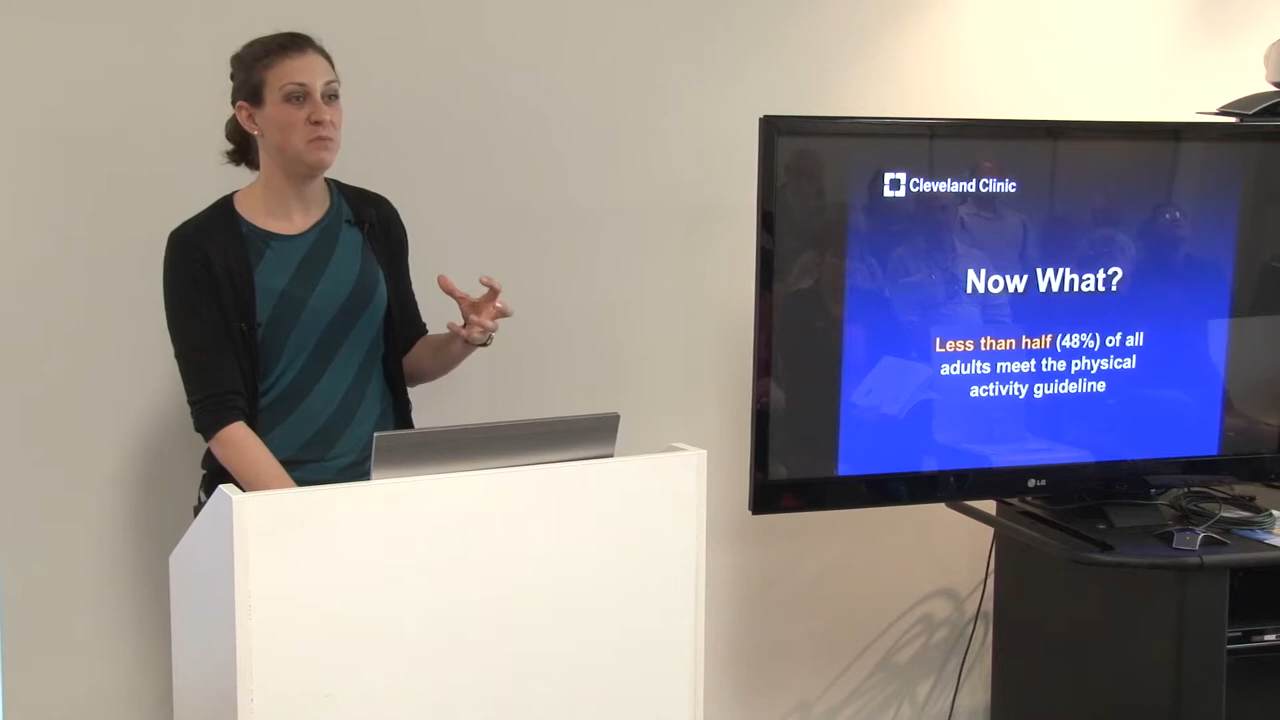 Cleveland Clinic
Now What?
Less than half (48%) of all
adults meet the physical
activity guideline
LG